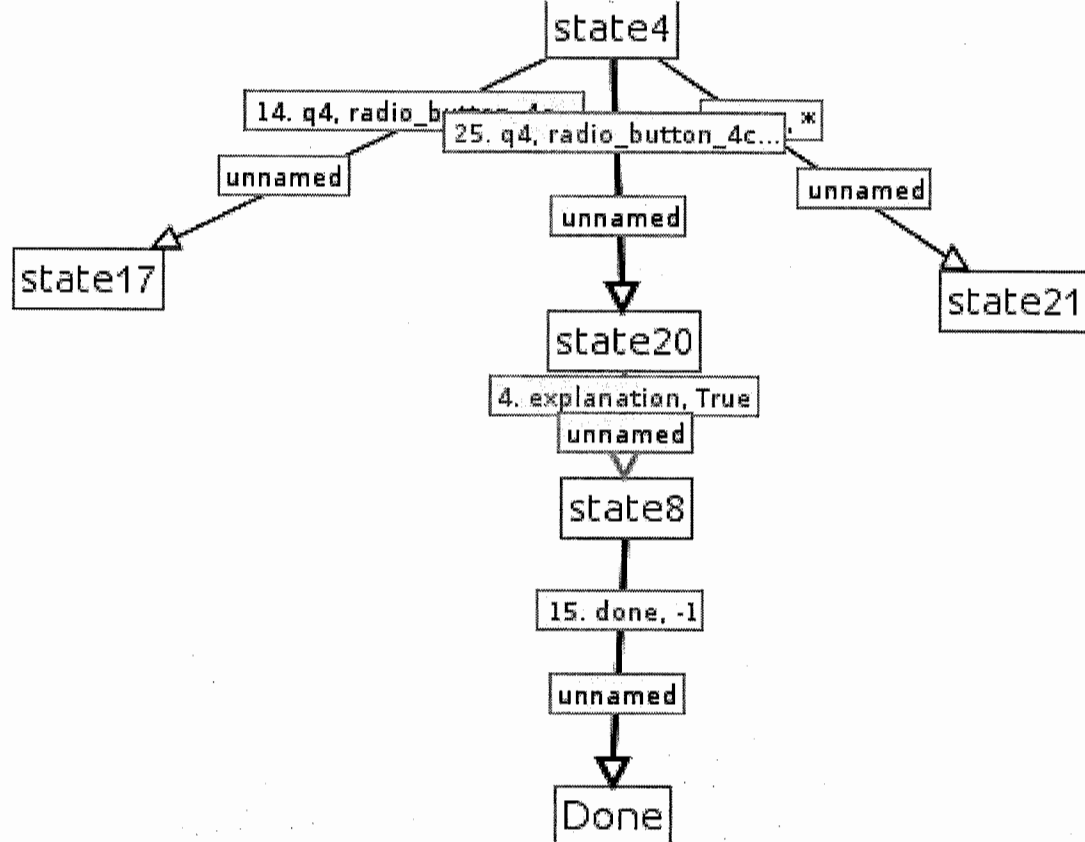 state4
14. q4, radio_button_4c...
25. q4, radio_button_4c...
, *
unnamed
unnamed
unnamed
state17
state21
state20
4. explanation, True
unnamed
state8
15. done, -1
unnamed
Done